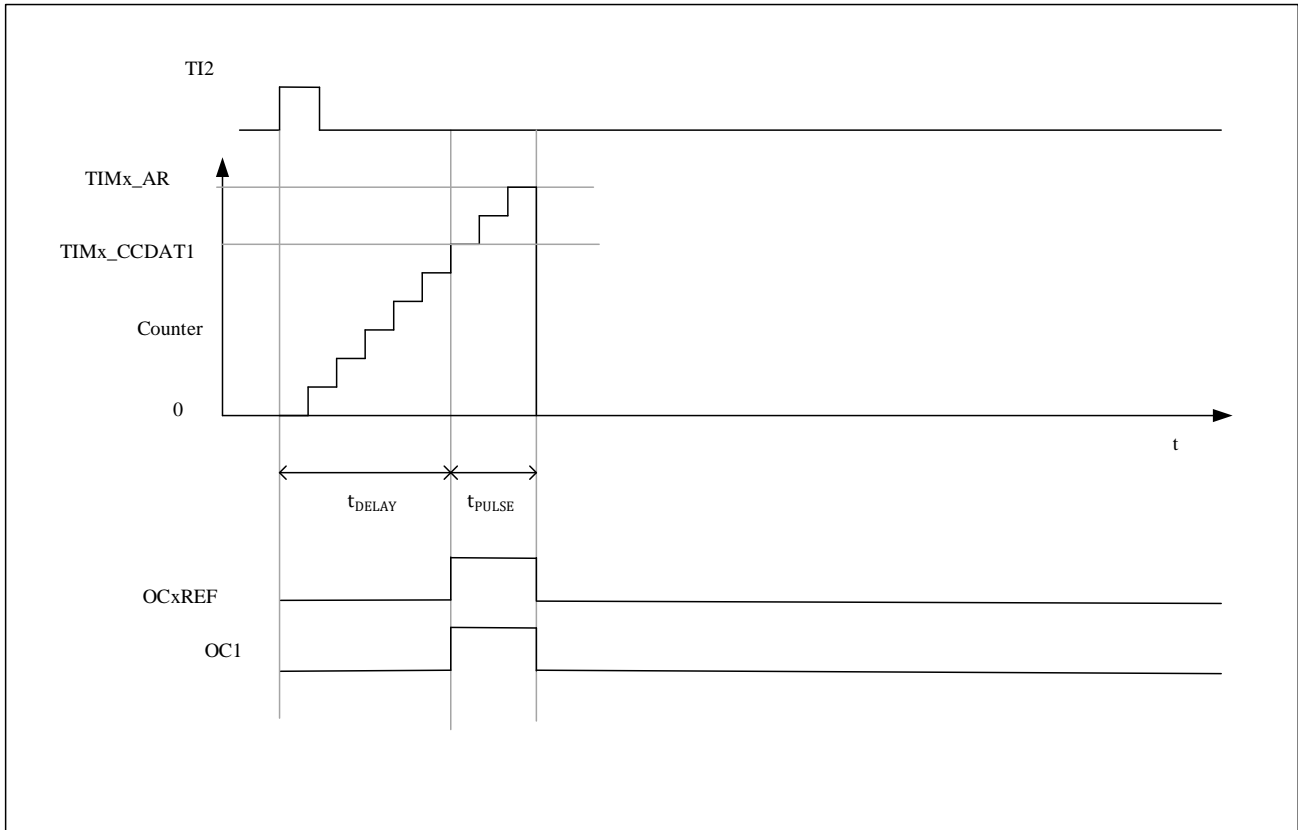 TI2
TIMx_AR
TIMx_CCDAT1
Counter
0
t
tDELAY
tPULSE
OCxREF
OC1